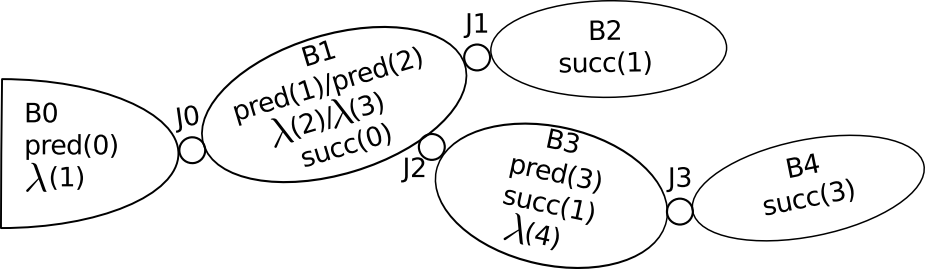 B0
pred(0)
λ(1)
J0
B1
pred(1)/pred(2)
λ(2)/λ(3)
succ(0)
J1
B2
succ(1)
J2
B3
pred(3)
succ(1)
λ(4)
J3
B4
succ(3)